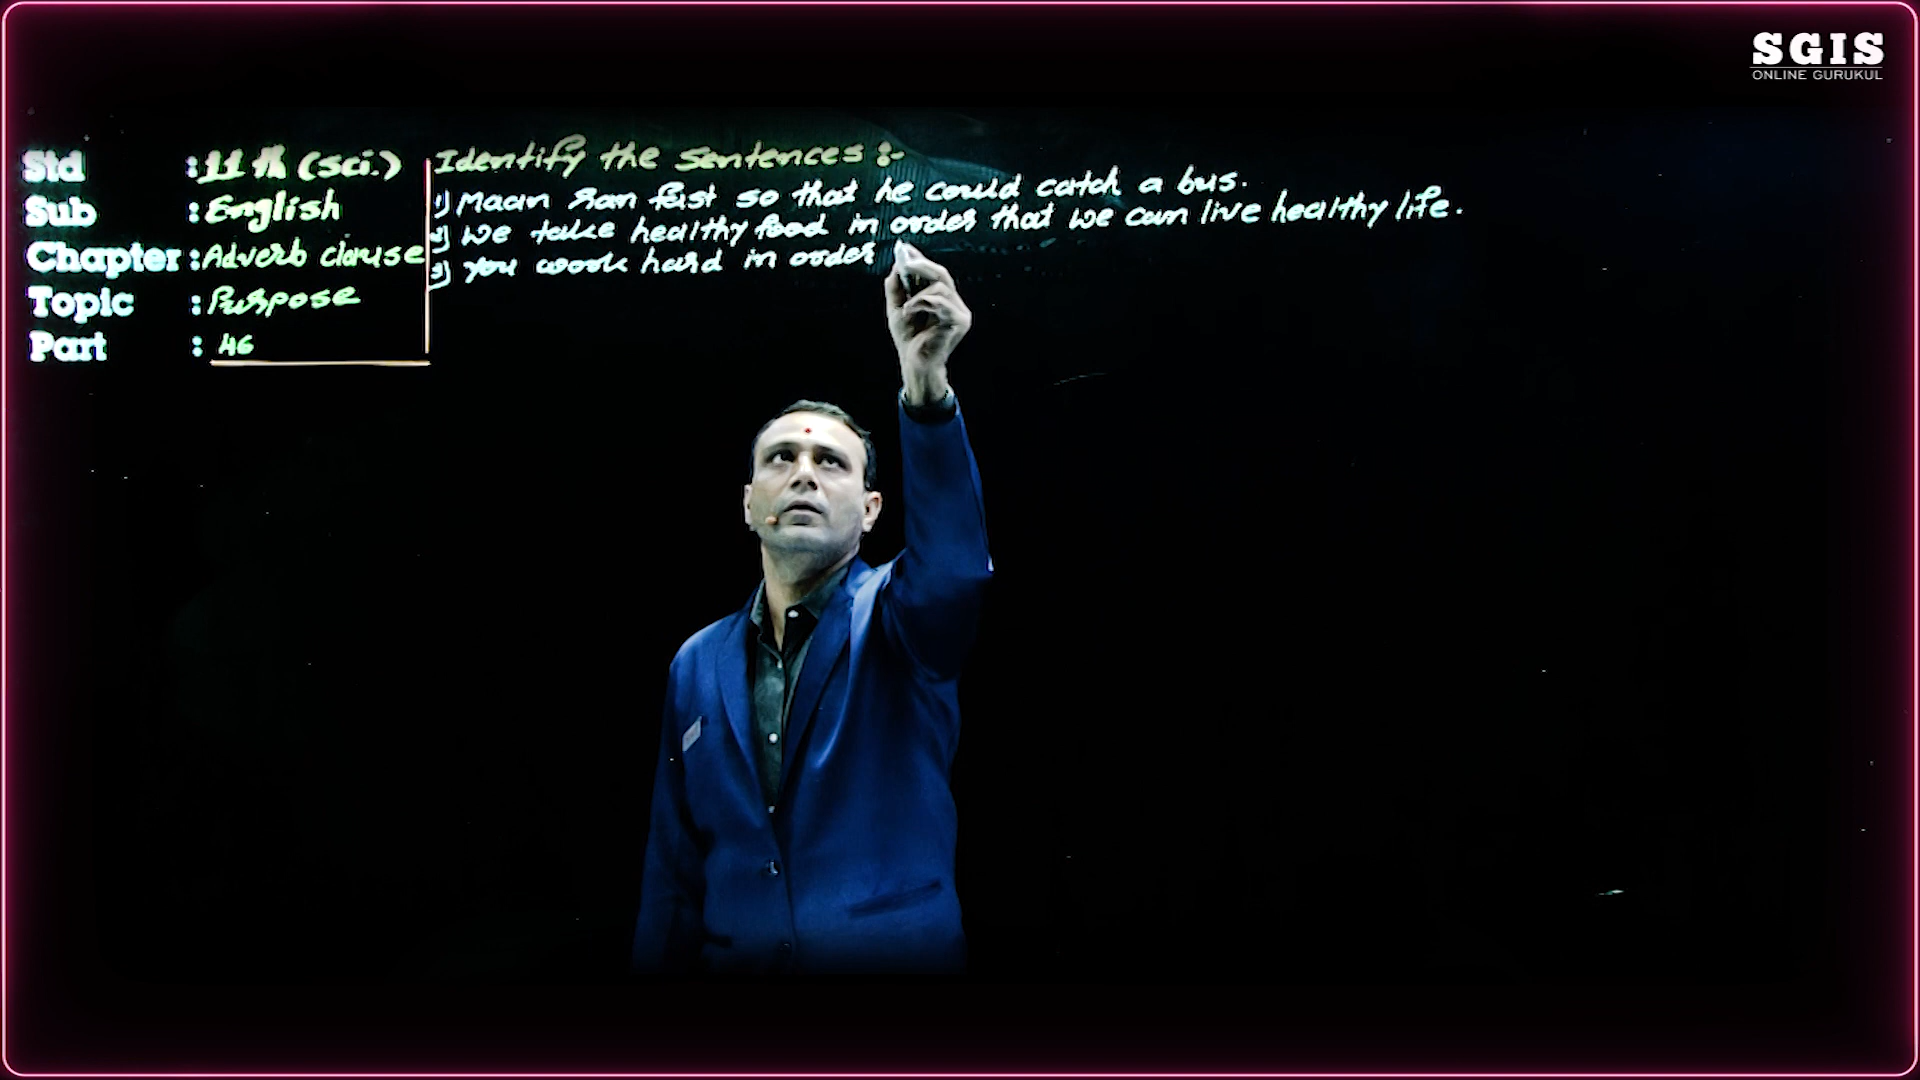 SGIS
ONLINE GURUKUL
Std : 11th (sci.)
Sub : English
Chapter : Adverb clause
Topic : Purpose
Part : 46
Identify the sentences :-
1) Maan ran fast so that he could catch a bus.
2) We take healthy food in order that we can live healthy life.
3) You work hard in order